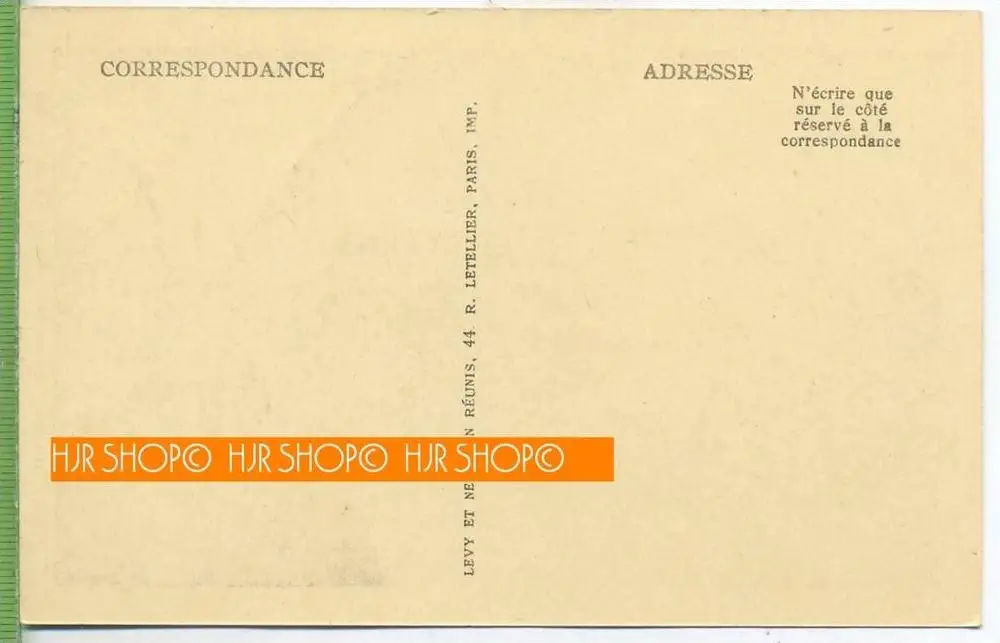 CORRESPONDANCE
ADRESSE
N'écrire que
sur le côté
réservé à la
correspondance
LEVY ET NE N RÉUNIS, 44 R. LETELLIER, PARIS, IMP.
HJR SHOP© HJR SHOP© HJR SHOP©